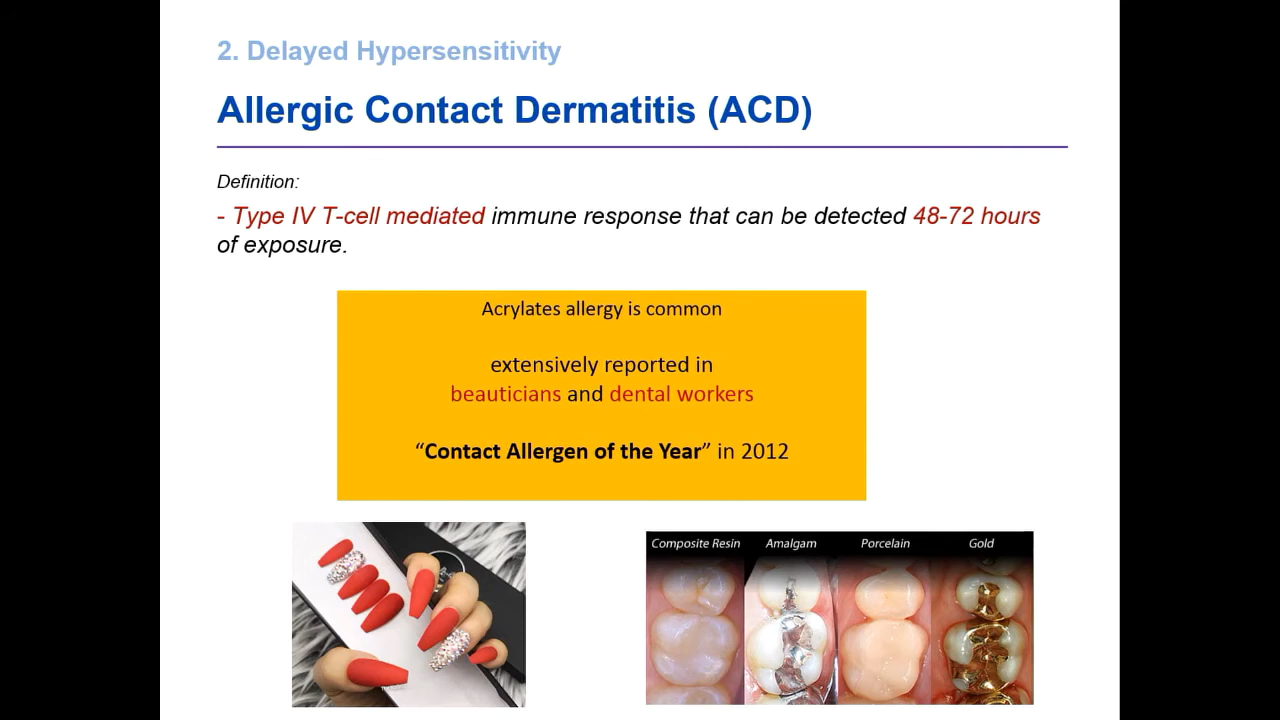 2. Delayed Hypersensitivity
Allergic Contact Dermatitis (ACD)
Definition:
- Type IV T-cell mediated immune response that can be detected 48-72 hours
of exposure.
Acrylates allergy is common
extensively reported in
beauticians and dental workers
“Contact Allergen of the Year” in 2012
Composite Resin Amalgam Porcelain Gold